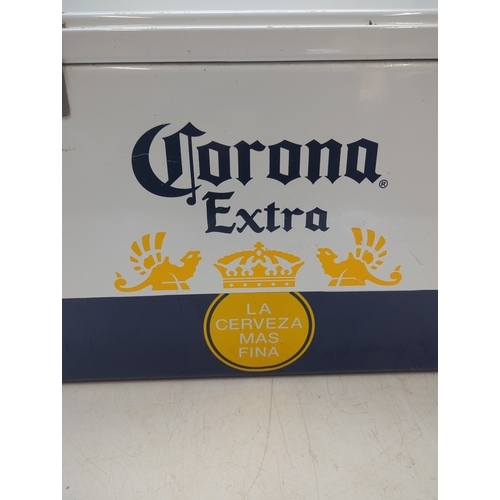 Corona®
Extra
LA
CERVEZA
MAS
FINA